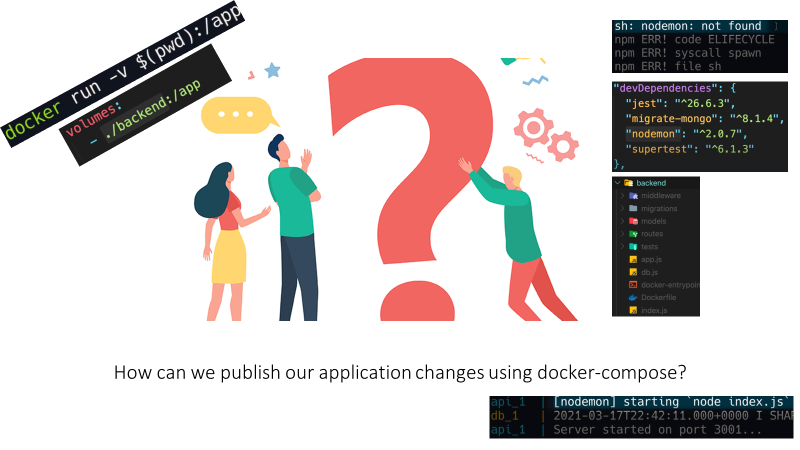 docker run -v $(pwd):/app
volumes:
- ./backend:/app
sh: nodemon: not found
npm ERR! code ELIFECYCLE
npm ERR! syscall spawn
npm ERR! file sh
"devDependencies": {
"jest": "^26.6.3",
"migrate-mongo": "^8.1.4",
"nodemon": "^2.0.7",
"supertest": "^6.1.3"
},
backend
middleware
migrations
models
routes
tests
app.js
db.js
docker-entrypoin
Dockerfile
index.js
How can we publish our application changes using docker-compose?
api_1 | [nodemon] starting `node index.js`
db_1 | 2021-03-17T22:42:11.000+0000 I SHAR
api_1 | Server started on port 3001...